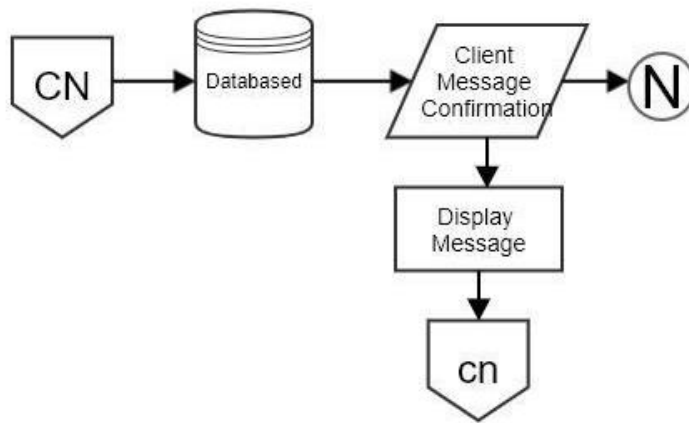 CN
Databased
Client
Message
Confirmation
N
Display
Message
cn